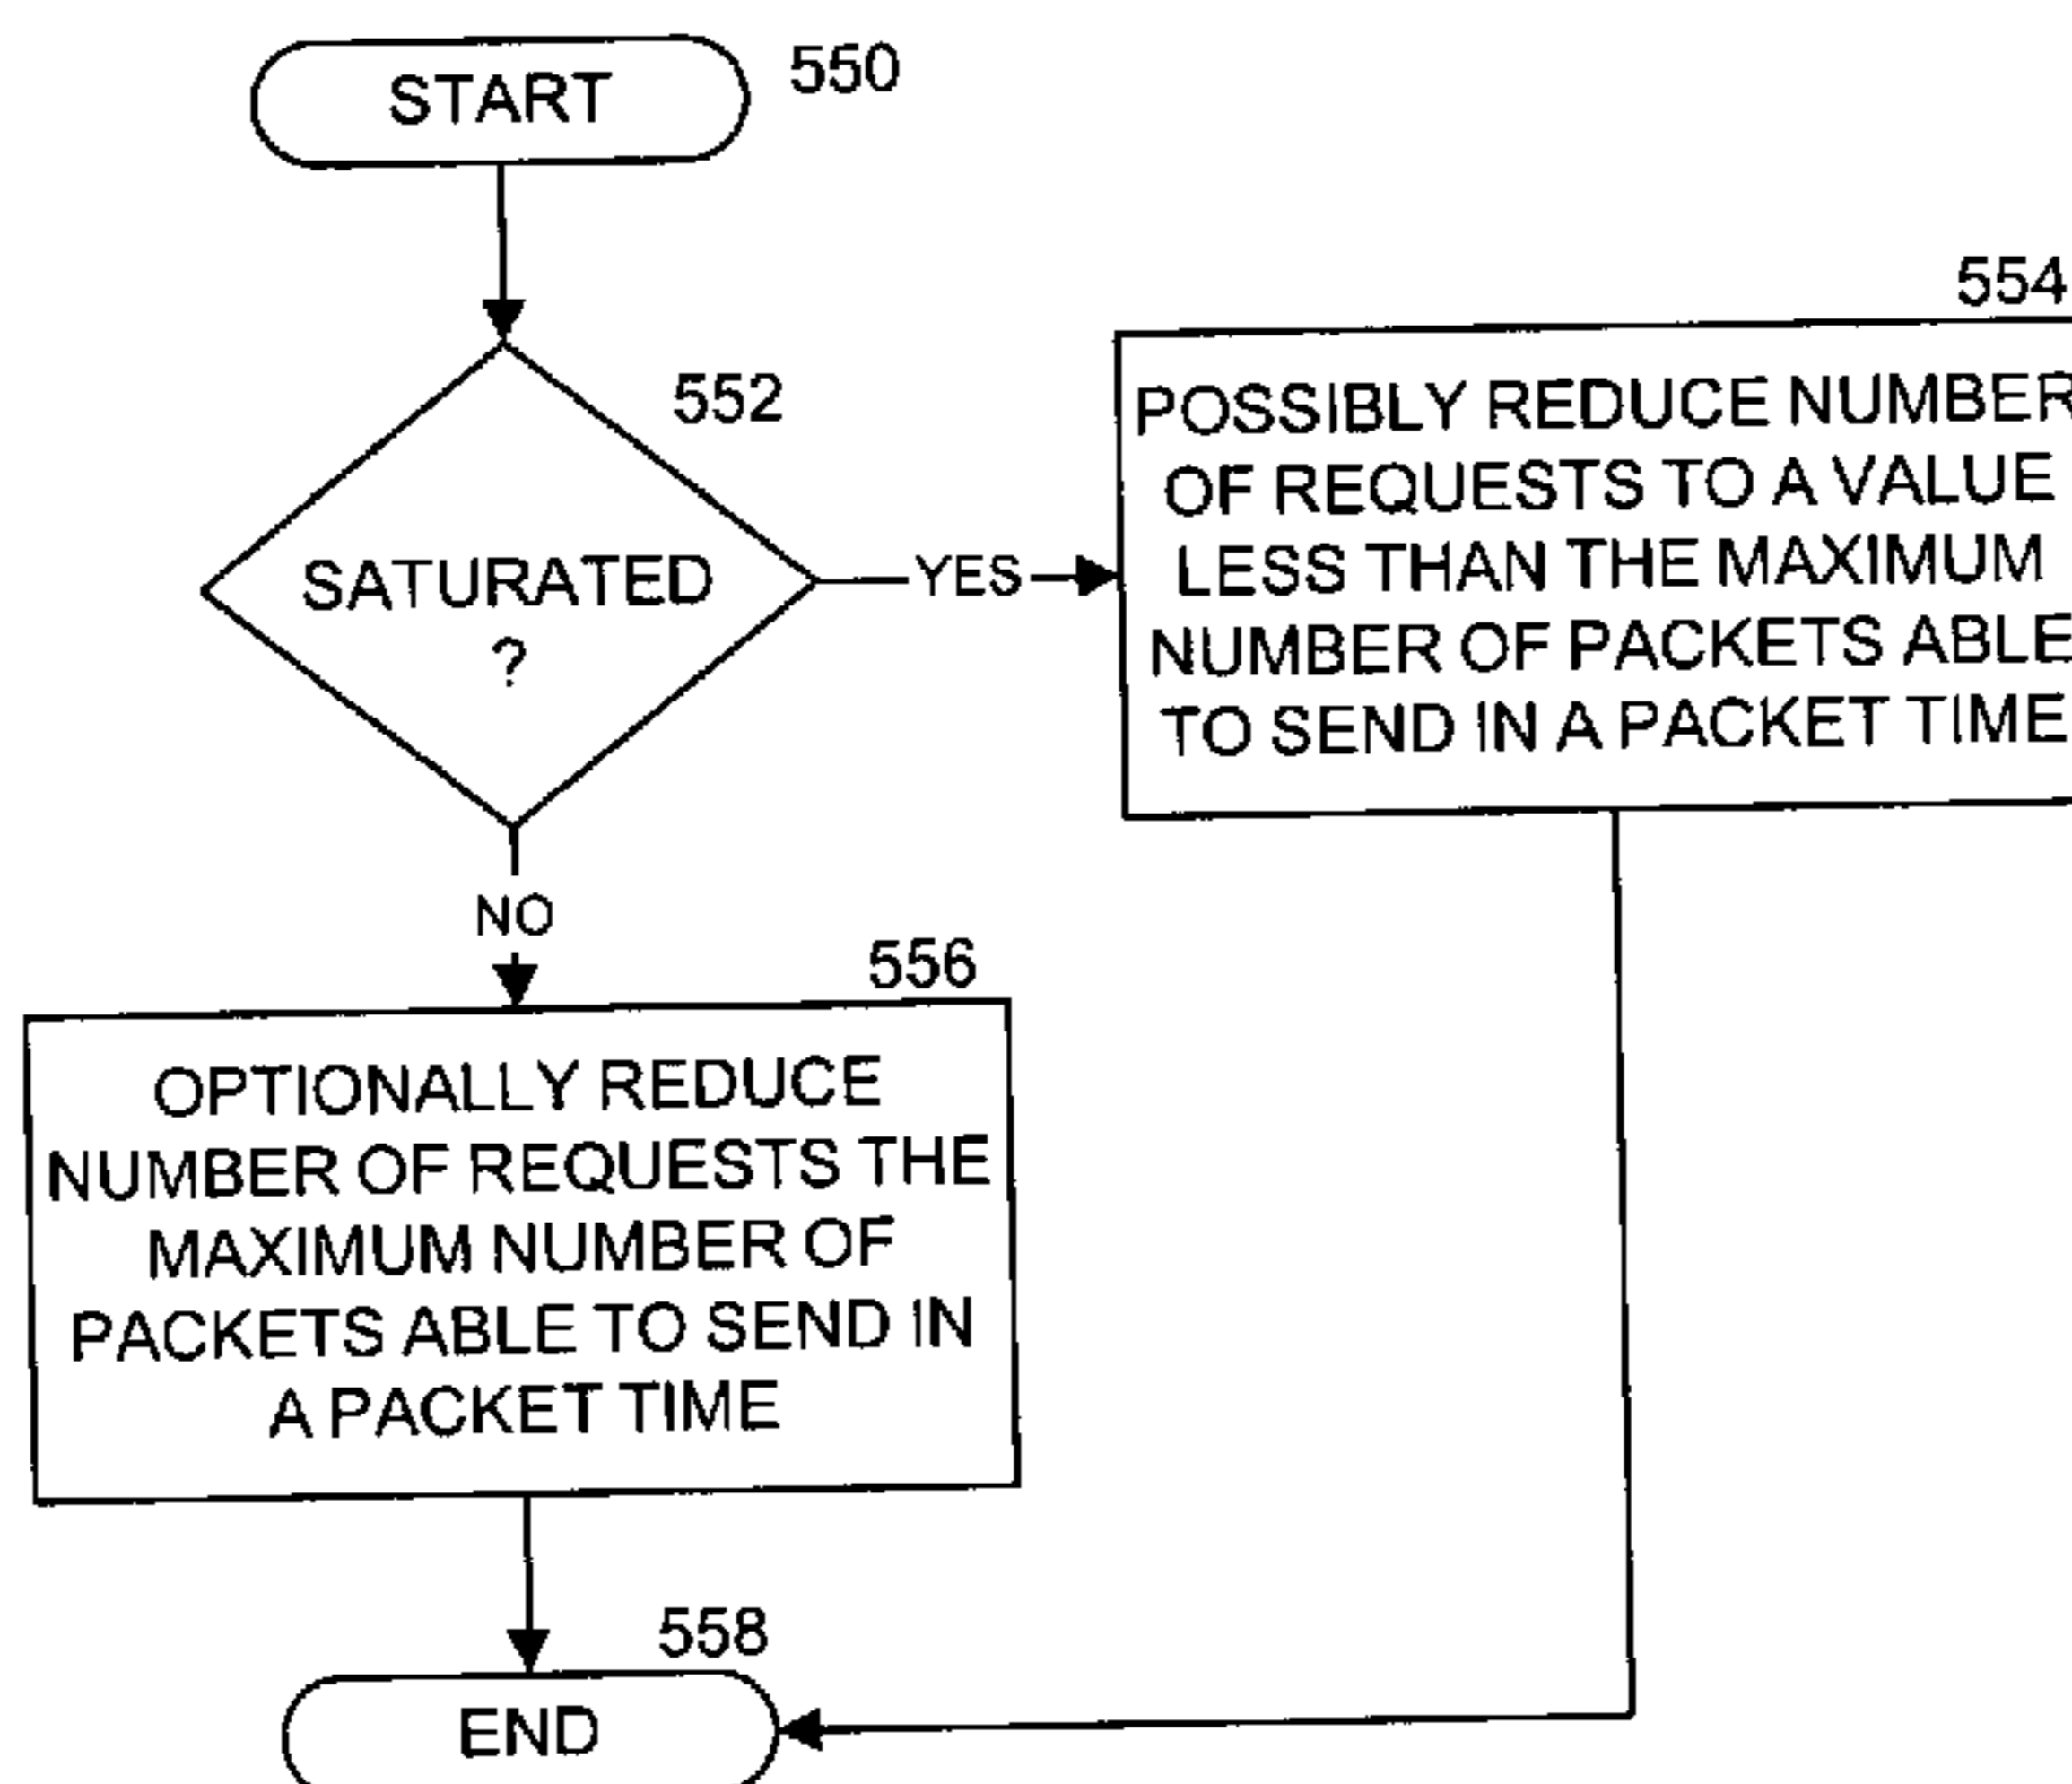 START
550
552
SATURATED
?
YES
554
POSSIBLY REDUCE NUMBER
OF REQUESTS TO A VALUE
LESS THAN THE MAXIMUM
NUMBER OF PACKETS ABLE
TO SEND IN A PACKET TIME
NO
556
OPTIONALLY REDUCE
NUMBER OF REQUESTS THE
MAXIMUM NUMBER OF
PACKETS ABLE TO SEND IN
A PACKET TIME
558
END